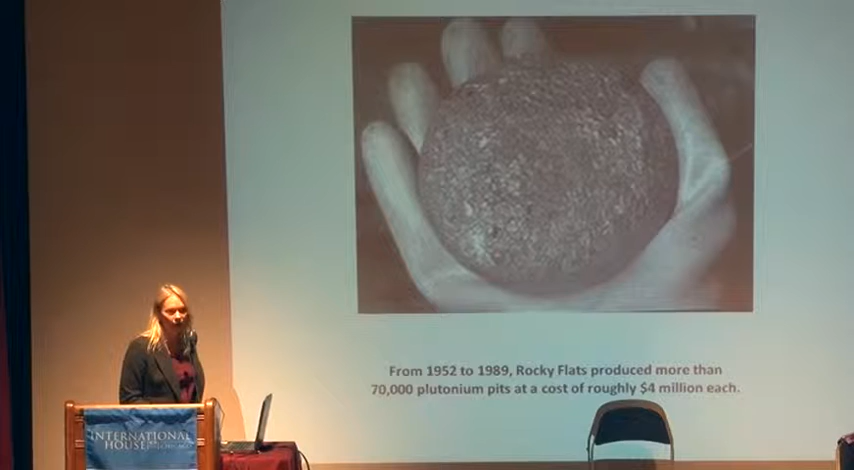 From 1952 to 1989, Rocky Flats produced more than
70,000 plutonium pits at a cost of roughly $4 million each.
INTERNATIONAL
HOUSE